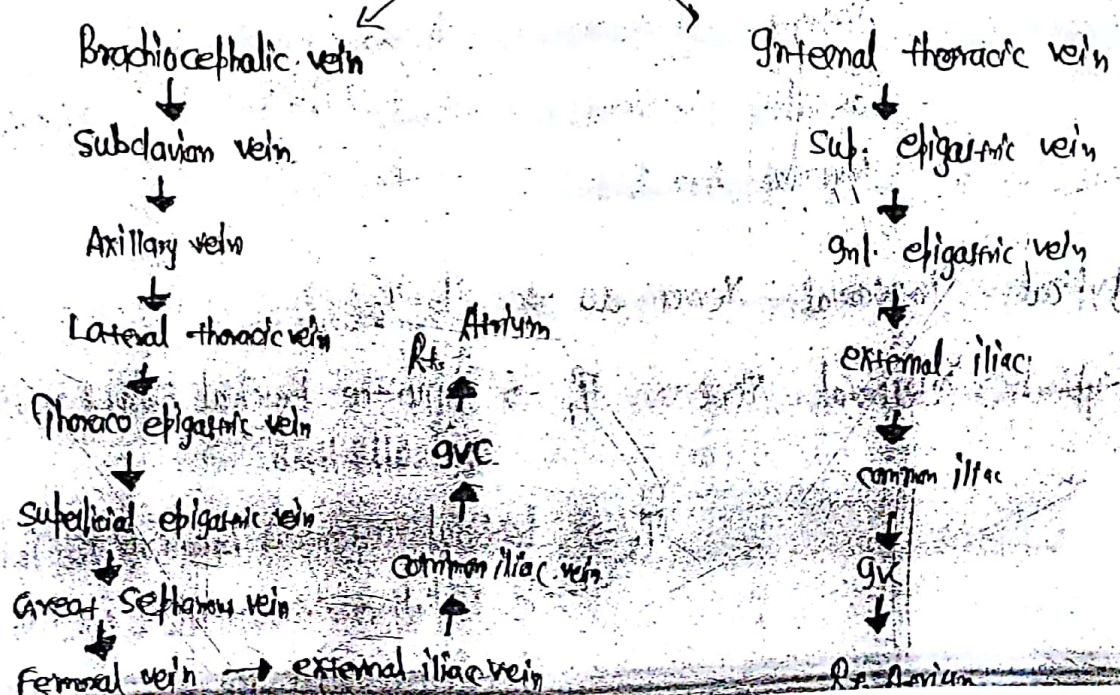 Brachiocephalic vein
Subclavian vein
Axillary vein
Lateral thoracic vein
Thoraco epigastric vein
Superficial epigastric vein
Great Saphenous vein
Femoral vein → external iliac vein
common iliac vein
IVC
Rt. Atrium
Internal thoracic vein
Sup. epigastric vein
Inf. epigastric vein
external iliac
common iliac
IVC
Rt. Atrium